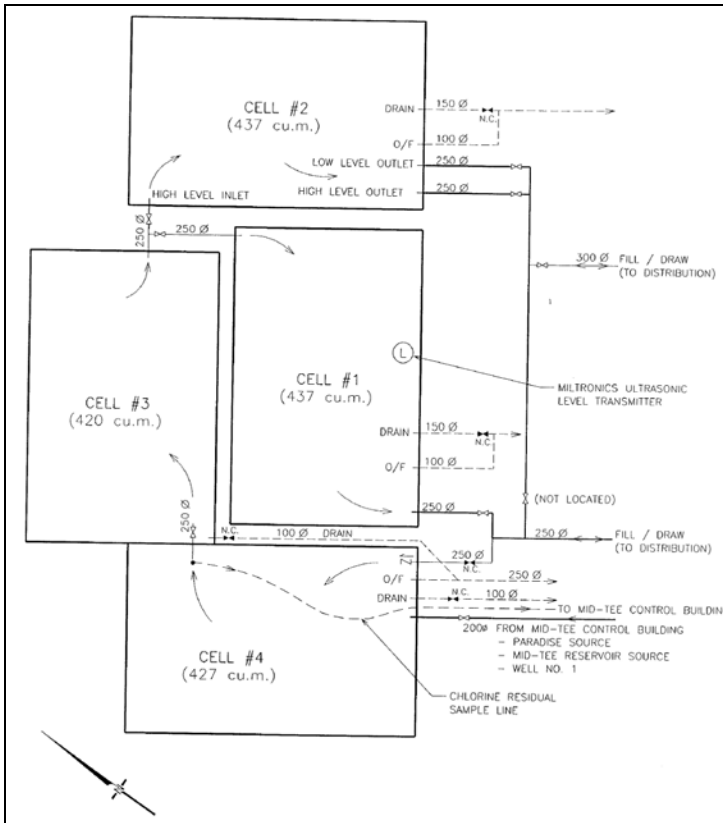 CELL #2
(437 cu.m.)
DRAIN
150 Ø
N.C.
O/F
100 Ø
LOW LEVEL OUTLET
250 Ø
HIGH LEVEL INLET
HIGH LEVEL OUTLET
250 Ø
250 Ø
250 Ø
300 Ø
FILL / DRAW
(TO DISTRIBUTION)
L
CELL #1
(437 cu.m.)
MILTRONICS ULTRASONIC
LEVEL TRANSMITTER
CELL #3
(420 cu.m.)
DRAIN
150 Ø
N.C.
O/F
100 Ø
250 Ø
250 Ø
(NOT LOCATED)
N.C.
100 Ø DRAIN
250 Ø
FILL / DRAW
(TO DISTRIBUTION)
250 Ø
N.C.
O/F
250 Ø
DRAIN
N.C.
100 Ø
TO MID-TEE CONTROL BUILDING
200ø FROM MID-TEE CONTROL BUILDING
- PARADISE SOURCE
- MID-TEE RESERVOIR SOURCE
- WELL NO. 1
CELL #4
(427 cu.m.)
CHLORINE RESIDUAL
SAMPLE LINE